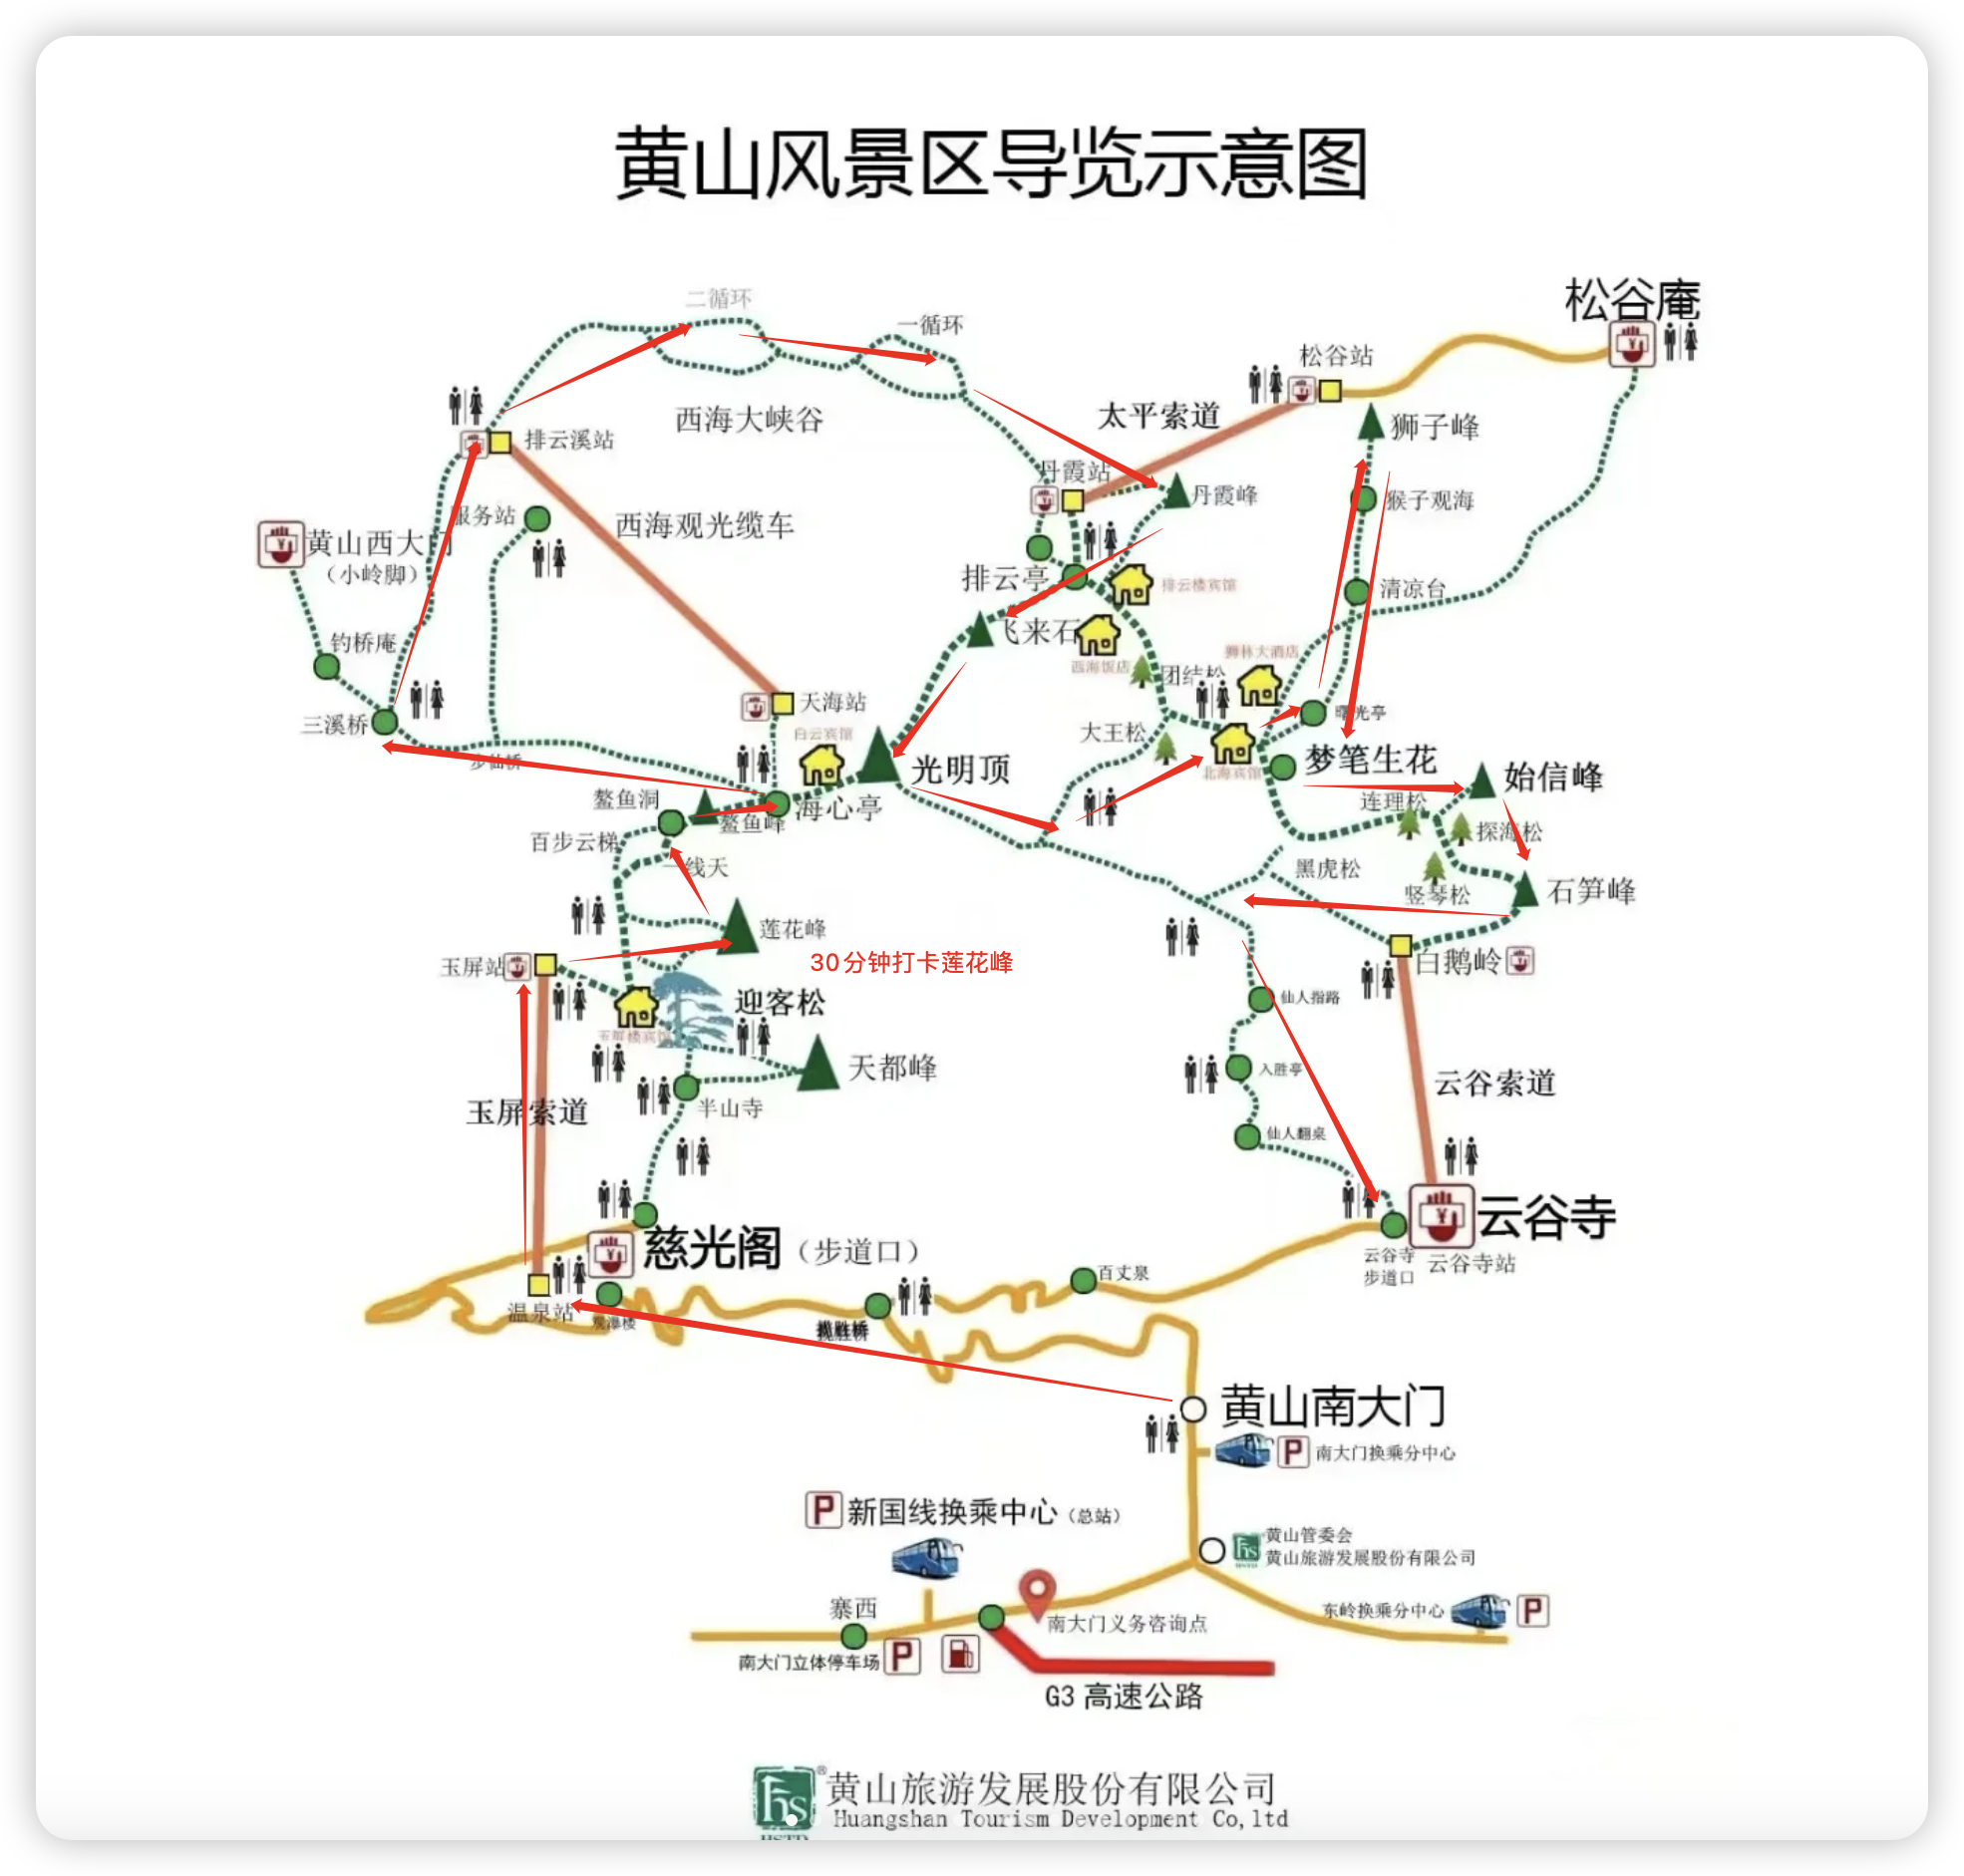 黄山风景区导览示意图
松谷庵
二循环
一循环
松谷站
太平索道
狮子峰
西海大峡谷
排云溪站
丹霞站
丹霞峰
猴子观海
服务站
西海观光缆车
黄山西大门
（小岭脚）
排云亭
排云楼宾馆
清凉台
钓桥庵
飞来石
西海饭店
团结松
狮林大酒店
三溪桥
天海站
白云宾馆
大王松
曙光亭
步仙桥
光明顶
北海宾馆
梦笔生花
始信峰
鳌鱼洞
鳌鱼峰
海心亭
连理松
探海松
百步云梯
一线天
黑虎松
竖琴松
石笋峰
莲花峰
玉屏站
30分钟打卡莲花峰
白鹅岭
迎客松
玉屏楼宾馆
仙人指路
天都峰
入胜亭
云谷索道
玉屏索道
半山寺
仙人翻桌
慈光阁（步道口）
云谷寺
云谷寺
步道口
云谷寺站
百丈泉
温泉站
观瀑楼
揽胜桥
黄山南大门
P
南大门换乘分中心
P
新国线换乘中心（总站）
黄山管委会
黄山旅游发展股份有限公司
寨西
南大门义务咨询点
东岭换乘分中心
P
南大门立体停车场
P
G3 高速公路
hs
®
黄山旅游发展股份有限公司
Huangshan Tourism Development Co,ltd